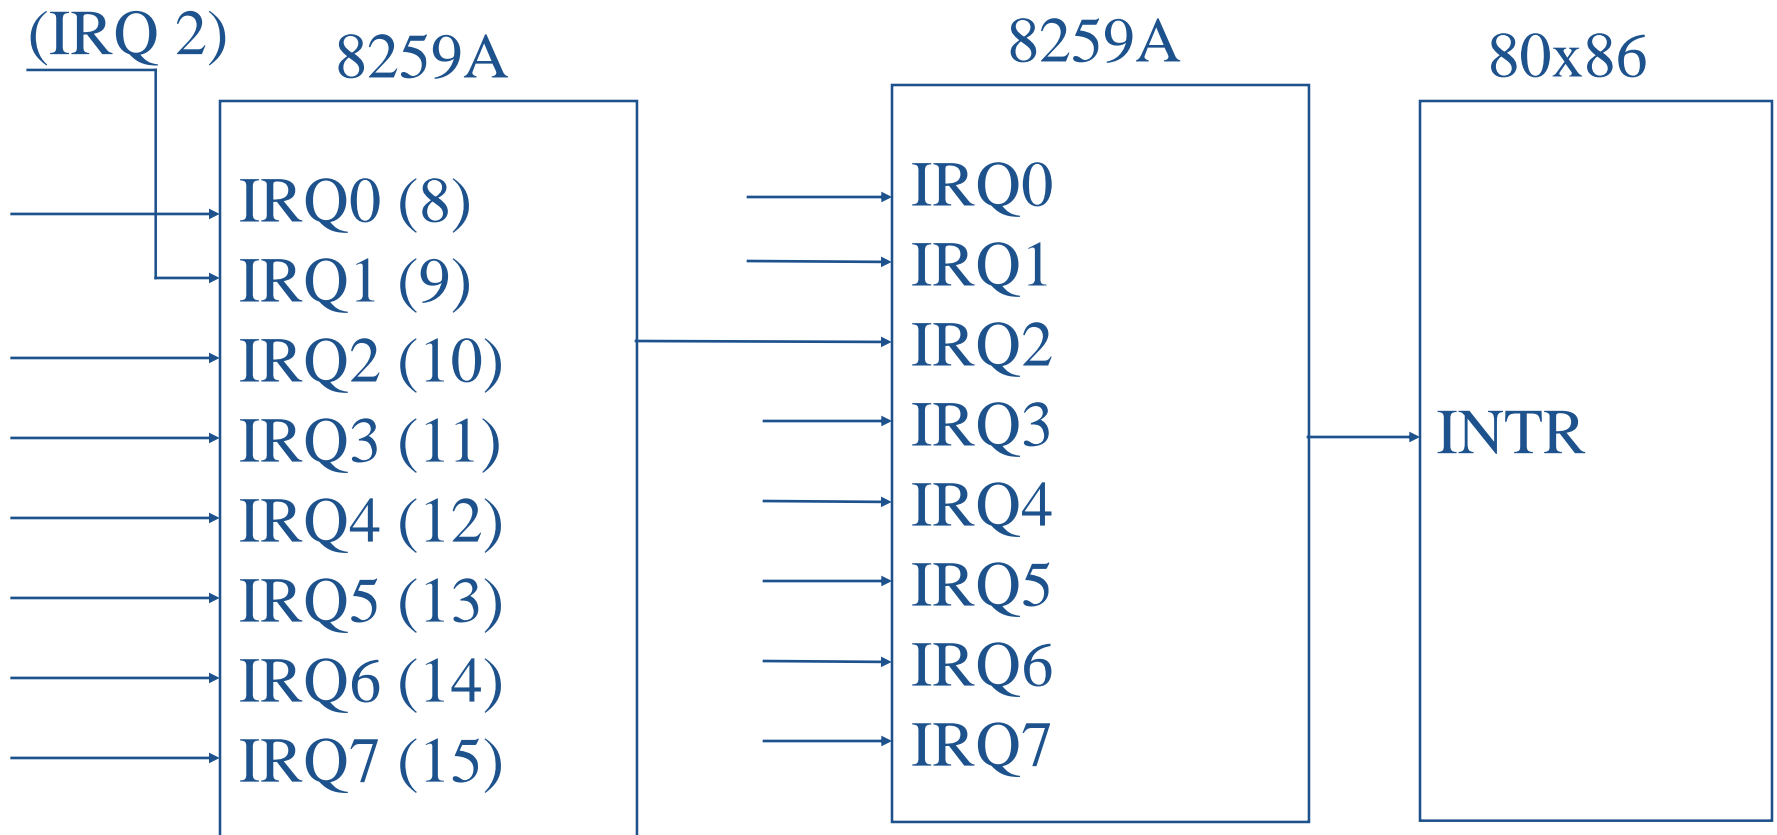 (IRQ 2)
8259A
IRQ0 (8)
IRQ1 (9)
IRQ2 (10)
IRQ3 (11)
IRQ4 (12)
IRQ5 (13)
IRQ6 (14)
IRQ7 (15)
8259A
IRQ0
IRQ1
IRQ2
IRQ3
IRQ4
IRQ5
IRQ6
IRQ7
80x86
INTR